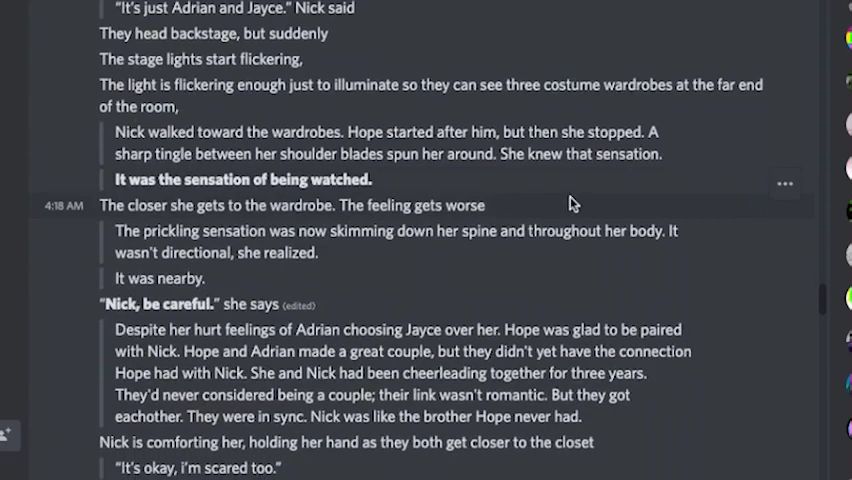 "It's just Adrian and Jayce." Nick said
They head backstage, but suddenly
The stage lights start flickering,
The light is flickering enough just to illuminate so they can see three costume wardrobes at the far end
of the room,
Nick walked toward the wardrobes. Hope started after him, but then she stopped. A
sharp tingle between her shoulder blades spun her around. She knew that sensation.
It was the sensation of being watched.
4:18 AM The closer she gets to the wardrobe. The feeling gets worse
The prickling sensation was now skimming down her spine and throughout her body. It
wasn't directional, she realized.
It was nearby.
"Nick, be careful." she says (edited)
Despite her hurt feelings of Adrian choosing Jayce over her. Hope was glad to be paired
with Nick. Hope and Adrian made a great couple, but they didn't yet have the connection
Hope had with Nick. She and Nick had been cheerleading together for three years.
They'd never considered being a couple; their link wasn't romantic. But they got
eachother. They were in sync. Nick was like the brother Hope never had.
Nick is comforting her, holding her hand as they both get closer to the closet
"It's okay, i'm scared too."